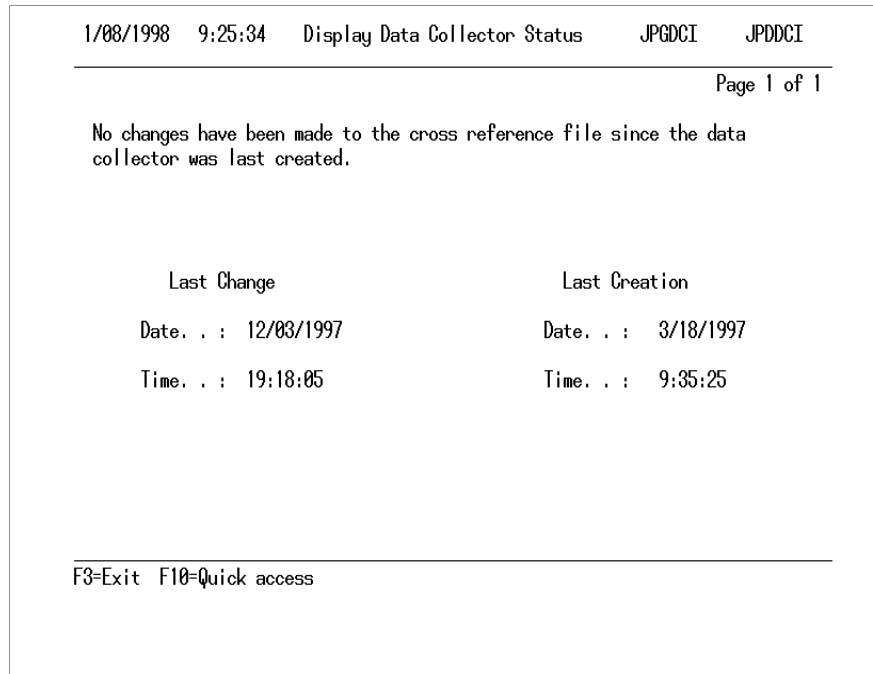 1/08/1998 9:25:34 Display Data Collector Status JPGDCI JPDDCI
Page 1 of 1
No changes have been made to the cross reference file since the data
collector was last created.
Last Change Last Creation
Date. . : 12/03/1997 Date. . : 3/18/1997
Time. . : 19:18:05 Time. . : 9:35:25
F3=Exit F10=Quick access